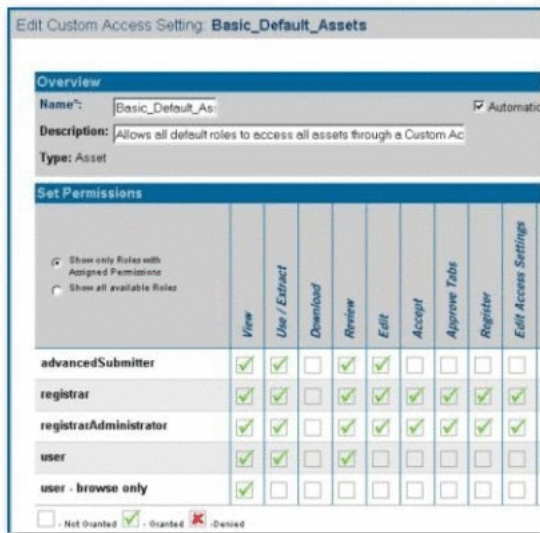 Edit Custom Access Setting: Basic_Default_Assets
Overview
Name*: Basic_Default_As: Automatic
Description: Allows all default roles to access all assets through a Custom Ac
Type: Asset
Set Permissions
Show only Roles with
Assigned Permissions
Show all available Roles
View
Use / Extract
Download
Review
Edit
Accept
Approve Tabs
Register
Edit Access Settings
advancedSubmitter
registrar
registrarAdministrator
user
user - browse only
- Not Granted - Granted -Denied